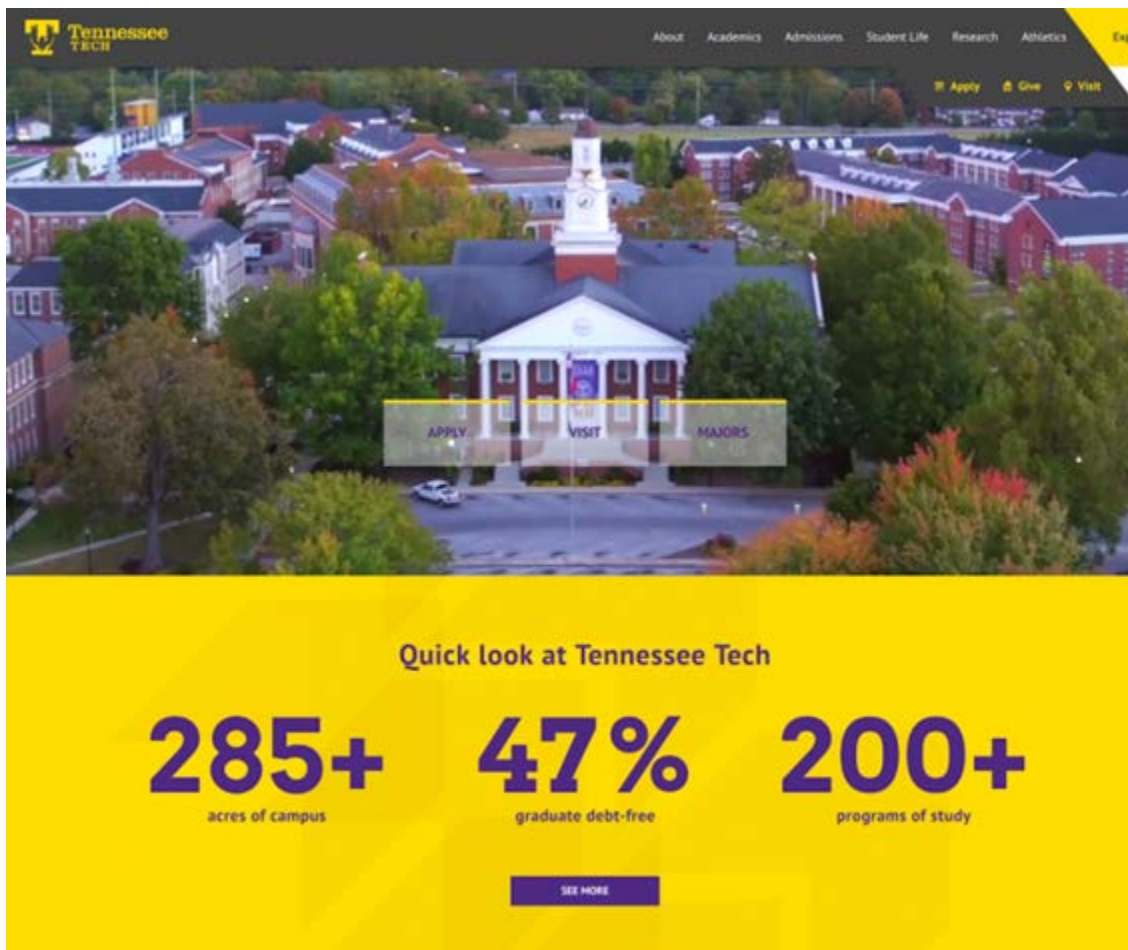 Tennessee
TECH
About Academics Admissions Student Life Research Athletics
Apply Give Visit
APPLY VISIT MAJORS
Quick look at Tennessee Tech
285+ 47% 200+
acres of campus graduate debt-free programs of study
SEE MORE